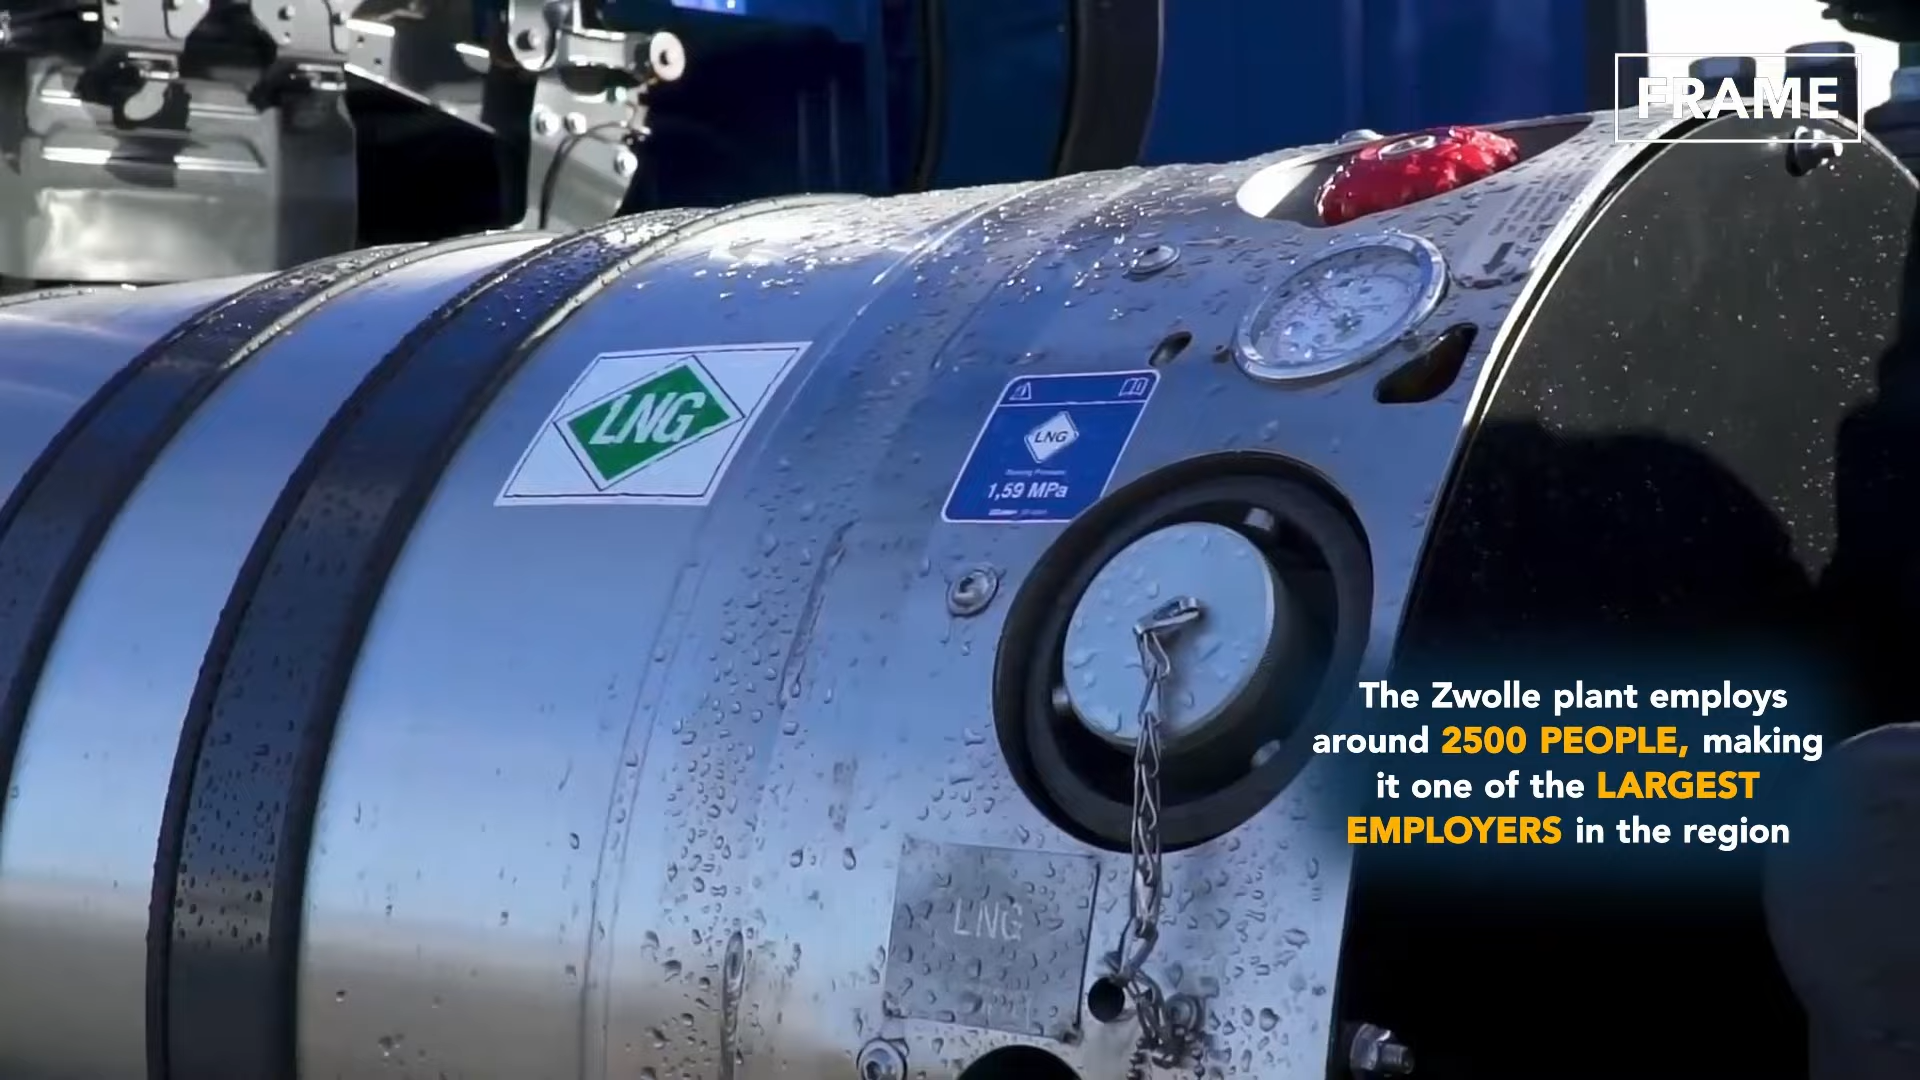 FRAME
LNG
LNG
1,59 MPa
LNG
The Zwolle plant employs
around 2500 PEOPLE, making
it one of the LARGEST
EMPLOYERS in the region